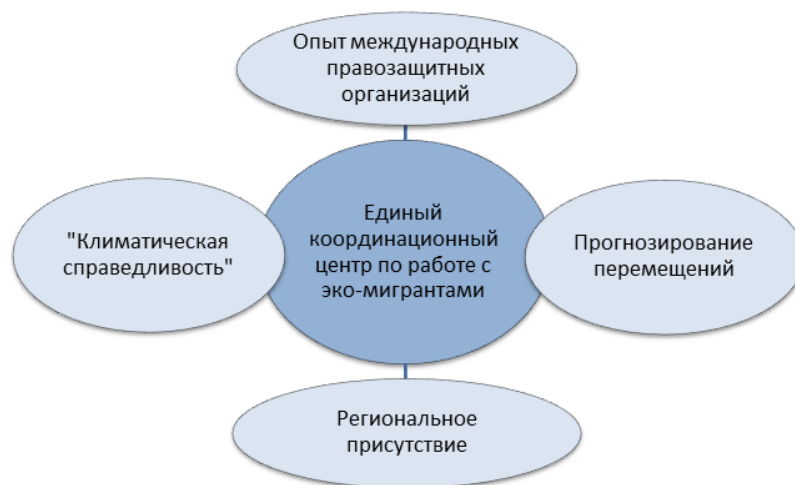 Опыт международных
правозащитных
организаций
"Климатическая
справедливость"
Единый
координационный
центр по работе с
эко-мигрантами
Прогнозирование
перемещений
Региональное
присутствие